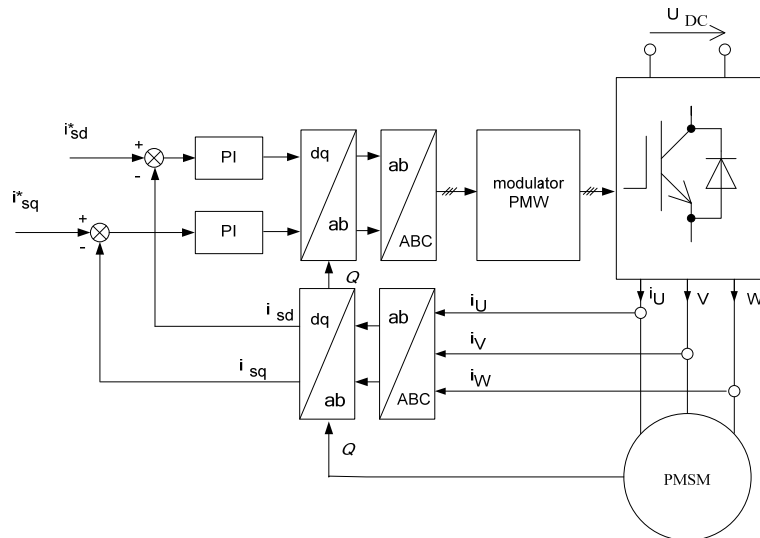 U DC
i*sd
+
-
PI
dq
ab
ab
ABC
modulator
PMW
i*sq
+
-
PI
Q
i sd
dq
ab
ab
ABC
iU
iV
iW
i sq
iU
V
W
Q
PMSM